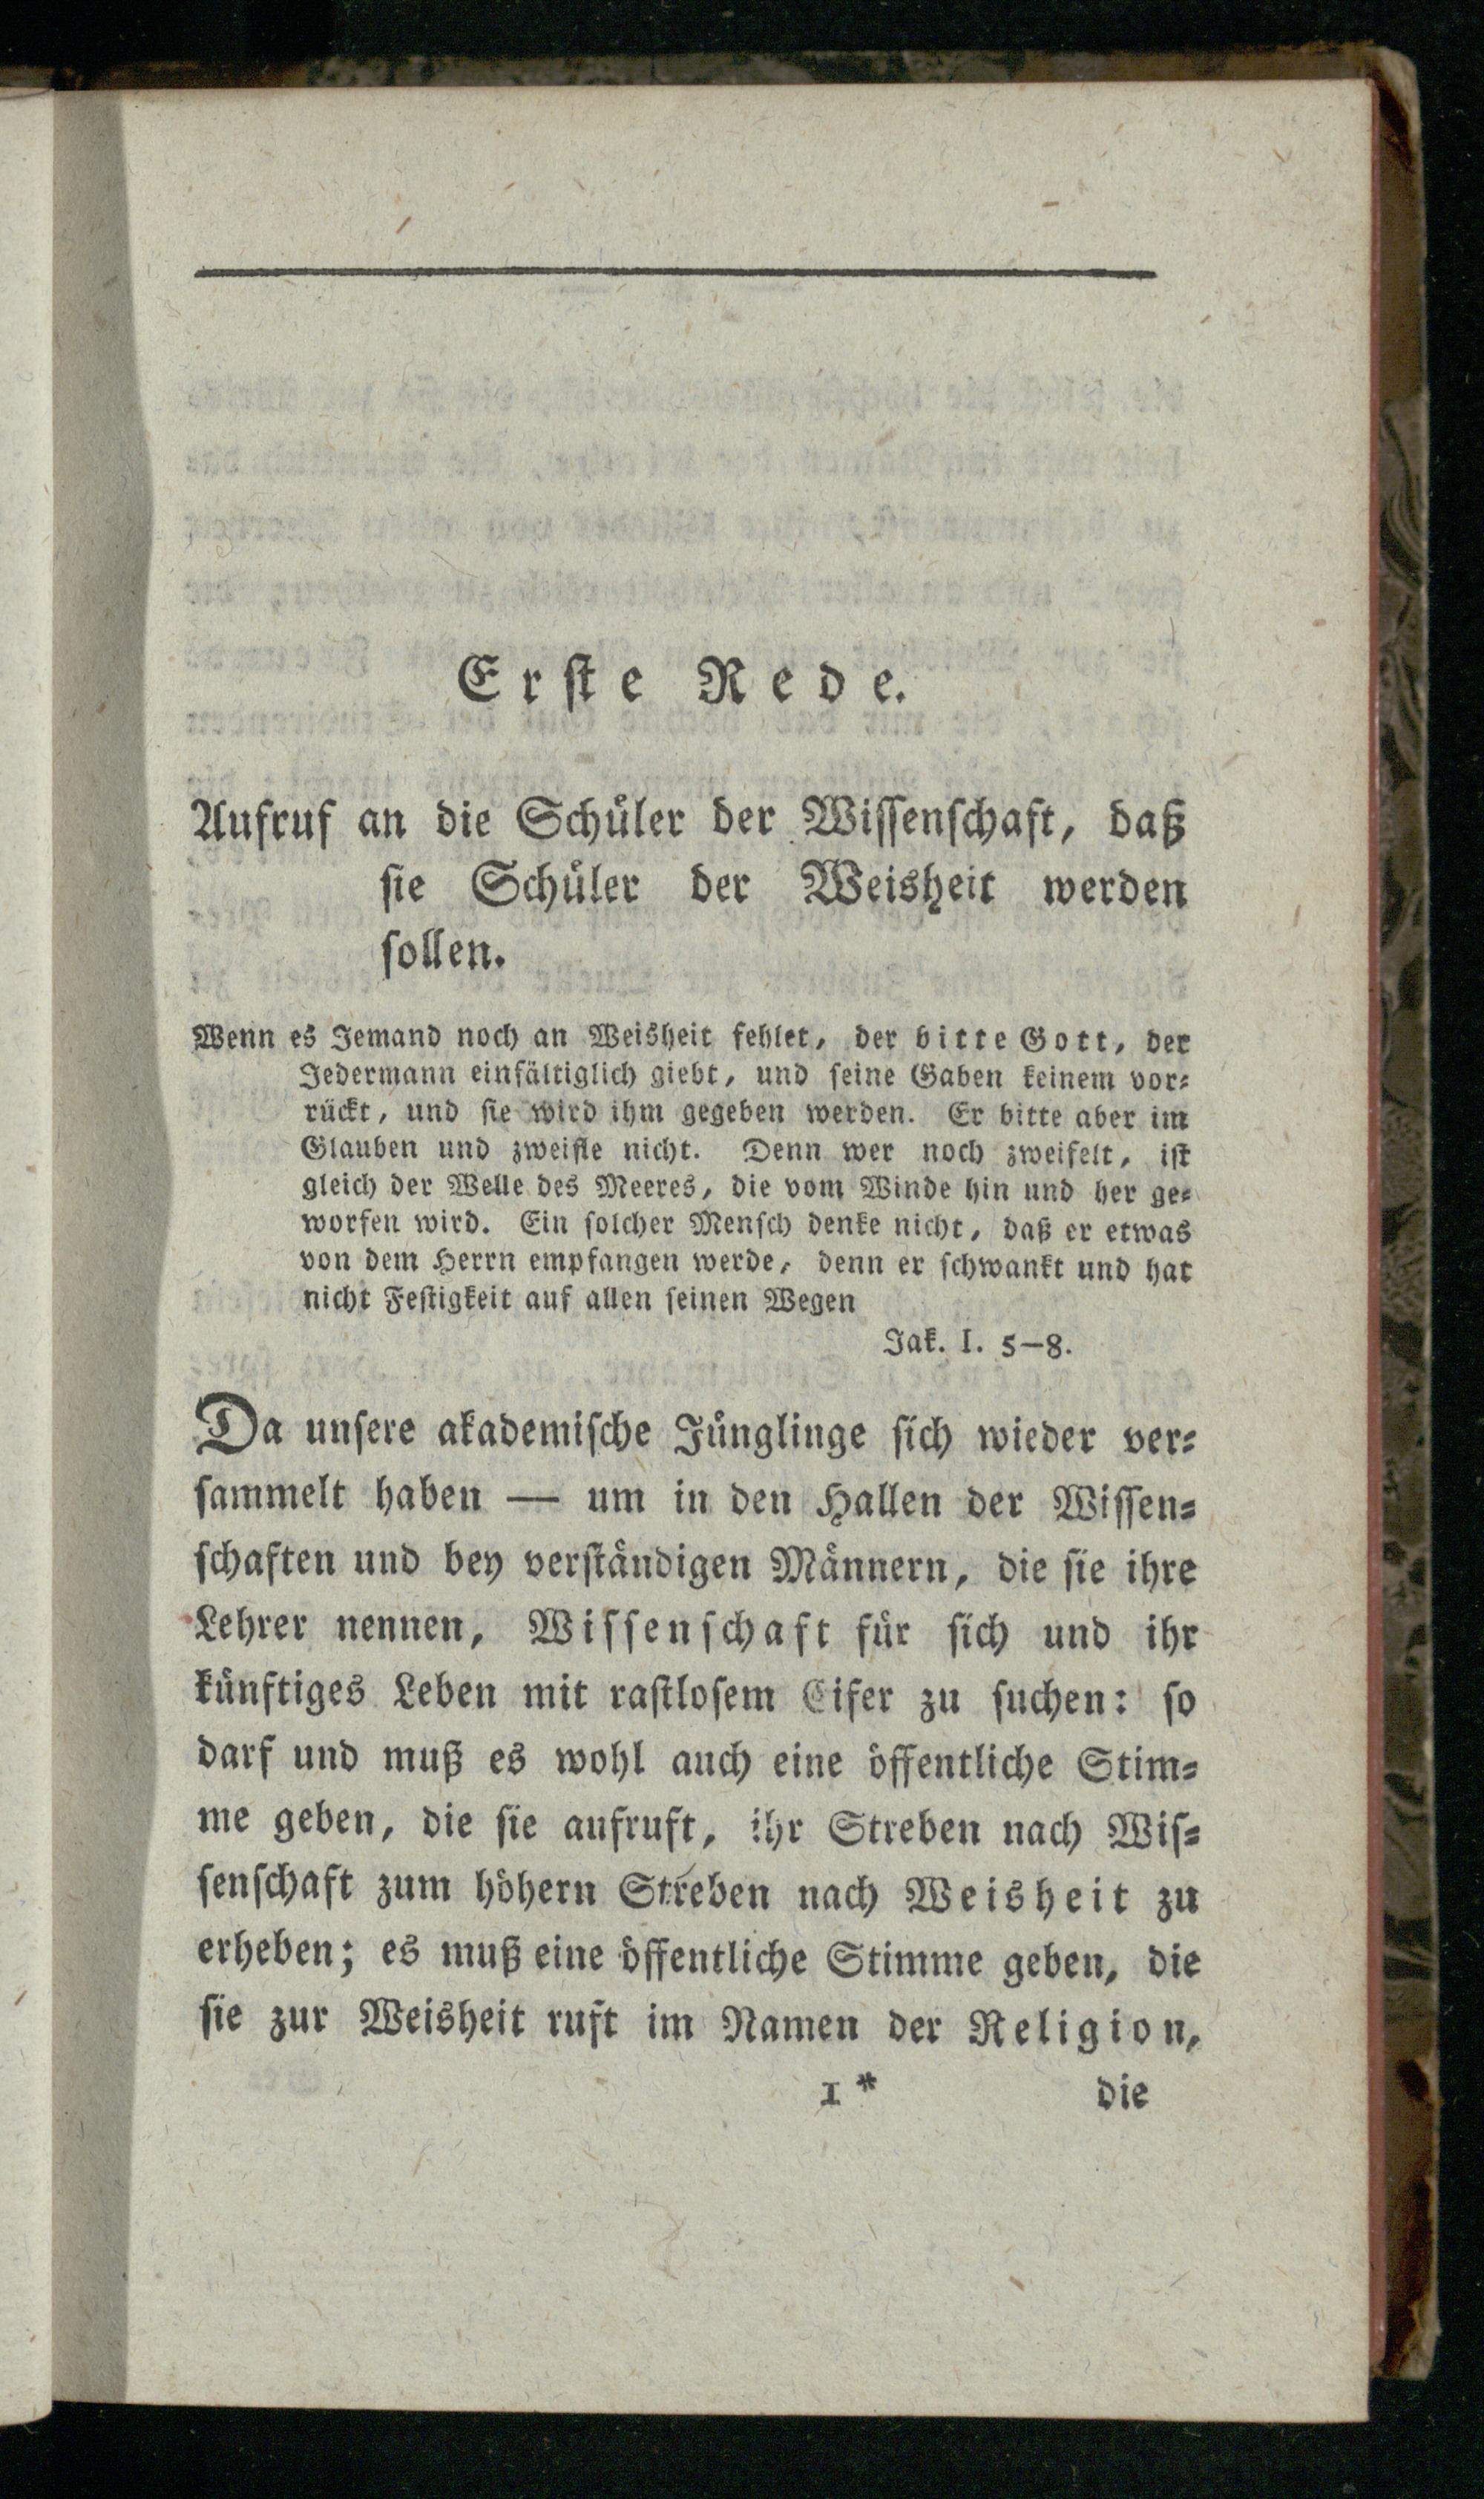 Erste Rede.
Aufruf an die Schüler der Wissenschaft, daß
sie Schüler der Weisheit werden
sollen.
Wenn es Jemand noch an Weisheit fehlet, der bitte Gott, der
Jedermann einfältiglich giebt, und seine Gaben keinem vor⸗
rückt, und sie wird ihm gegeben werden. Er bitte aber im
Glauben und zweifle nicht. Denn wer noch zweifelt, ist
gleich der Welle des Meeres, die vom Winde hin und her ge⸗
worfen wird. Ein solcher Mensch denke nicht, daß er etwas
von dem Herrn empfangen werde, denn er schwankt und hat
nicht Festigkeit auf allen seinen Wegen
Jak. I. 5–8.
Da unsere akademische Jünglinge sich wieder ver⸗
sammelt haben — um in den Hallen der Wissen⸗
schaften und bey verständigen Männern, die sie ihre
Lehrer nennen, Wissenschaft für sich und ihr
künftiges Leben mit rastlosem Eifer zu suchen: so
darf und muß es wohl auch eine öffentliche Stim⸗
me geben, die sie aufruft, ihr Streben nach Wis⸗
senschaft zum höhern Streben nach Weisheit zu
erheben; es muß eine öffentliche Stimme geben, die
sie zur Weisheit ruft im Namen der Religion,
1* die